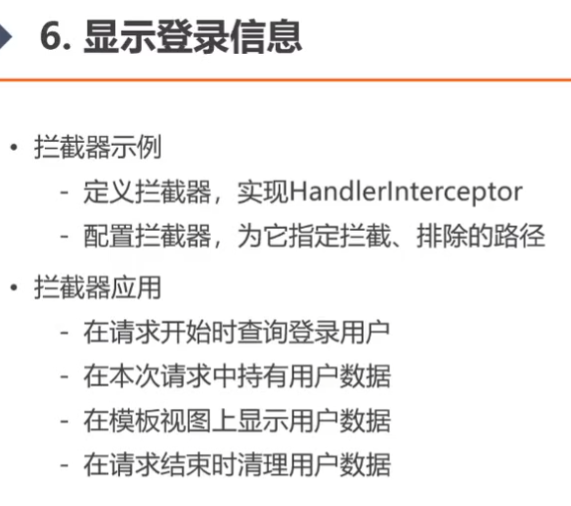 6. 显示登录信息
• 拦截器示例
- 定义拦截器，实现HandlerInterceptor
- 配置拦截器，为它指定拦截、排除的路径
• 拦截器应用
- 在请求开始时查询登录用户
- 在本次请求中持有用户数据
- 在模板视图上显示用户数据
- 在请求结束时清理用户数据